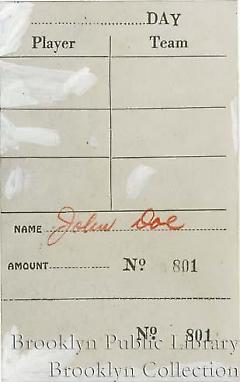 ....................DAY
Player Team
NAME John Doe
AMOUNT.................. Nº 801
Nº 801
Brooklyn Public Library
Brooklyn Collection